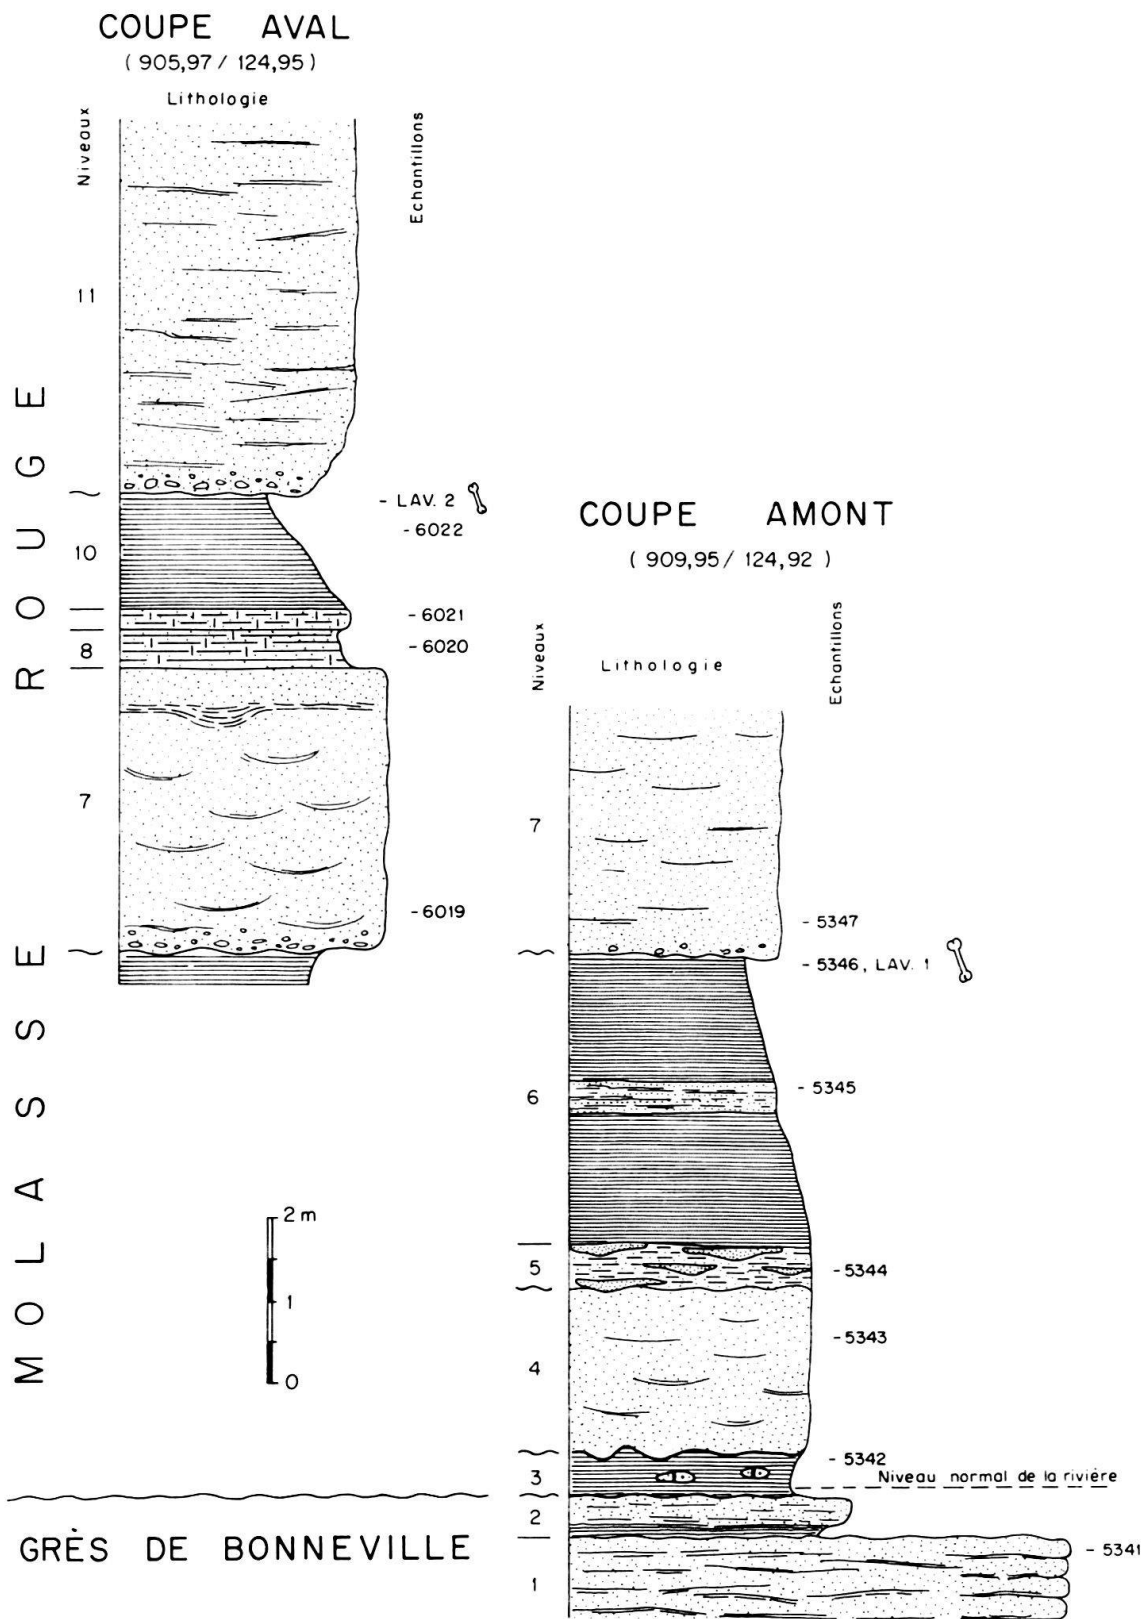 COUPE AVAL
( 905,97 / 124,95 )
Niveaux
Lithologie
Echantillons
11
10
8
7
- LAV. 2
- 6022
- 6021
- 6020
- 6019
MOLASSE ROUGE
2 m
1
0
COUPE AMONT
( 909,95 / 124,92 )
Niveaux
Lithologie
Echantillons
7
6
5
4
3
2
1
- 5347
- 5346, LAV. 1
- 5345
- 5344
- 5343
- 5342
Niveau normal de la rivière
- 5341
GRÈS DE BONNEVILLE